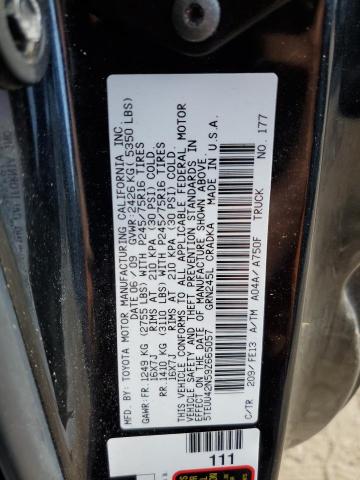 MFD. BY: TOYOTA MOTOR MANUFACTURING CALIFORNIA INC.
DATE 06/09 GVWR: 2426 KG( 5350 LBS)
GAWR: FR. 1249 KG (2755 LBS) WITH P245/75R16 TIRES
16X7J RIMS AT 210 KPA (30 PSI) COLD
RR. 1410 KG (3110 LBS) WITH P245/75R16 TIRES
16X7J RIMS AT 210 KPA (30 PSI) COLD
THIS VEHICLE CONFORMS TO ALL APPLICABLE FEDERAL MOTOR
VEHICLE SAFETY AND THEFT PREVENTION STANDARDS IN
EFFECT ON THE DATE OF MANUFACTURE SHOWN ABOVE.
5TEUU42N59Z665057 GRN245L CRADKA MADE IN U.S.A.
C/TR 209/FE13 A/TM A04A/A750F TRUCK NO. 177
111